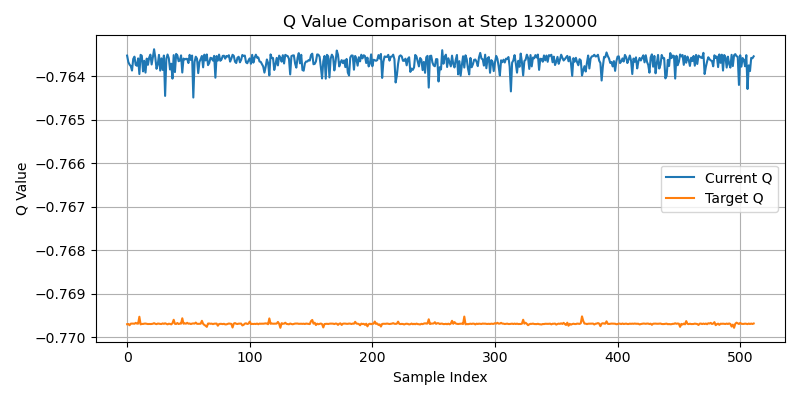 Q Value Comparison at Step 1320000
Q Value
−0.764
−0.765
−0.766
−0.767
−0.768
−0.769
−0.770
Current Q
Target Q
0
100
200
300
400
500
Sample Index